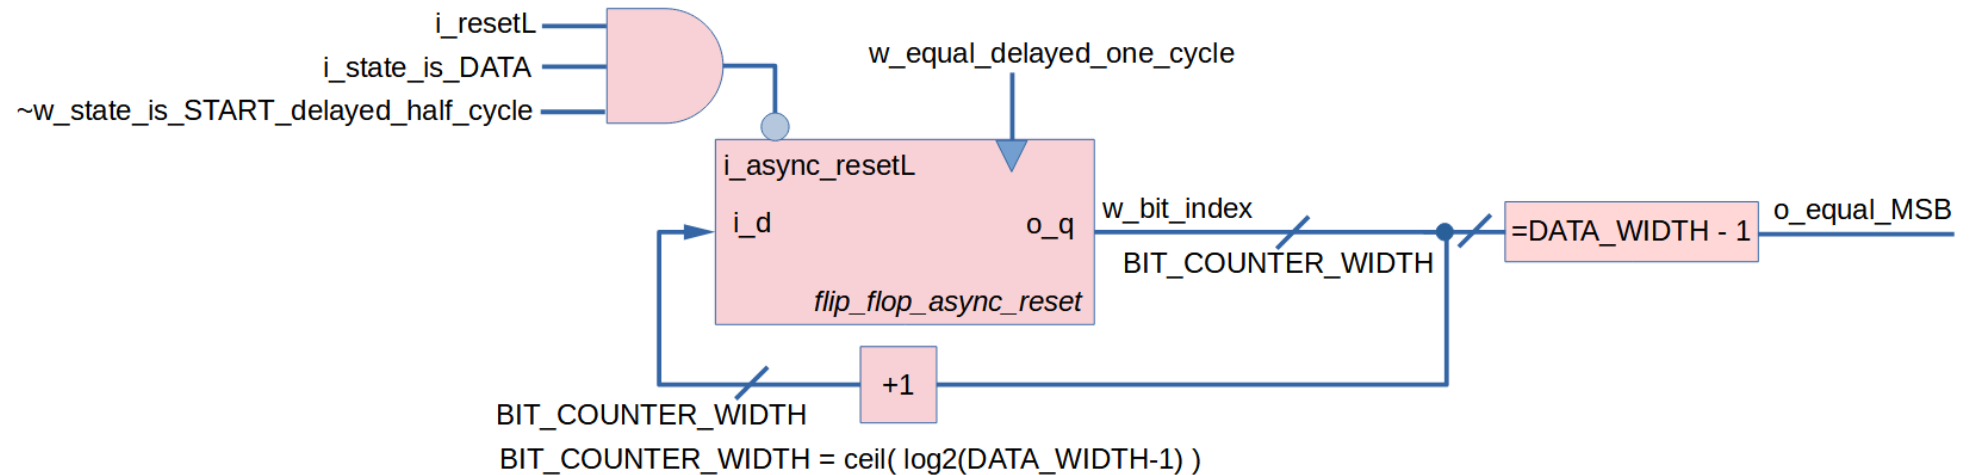 i_resetL
i_state_is_DATA
~w_state_is_START_delayed_half_cycle
w_equal_delayed_one_cycle
i_async_resetL
i_d
o_q
flip_flop_async_reset
w_bit_index
BIT_COUNTER_WIDTH
=DATA_WIDTH - 1
o_equal_MSB
+1
BIT_COUNTER_WIDTH
BIT_COUNTER_WIDTH = ceil( log2(DATA_WIDTH-1) )